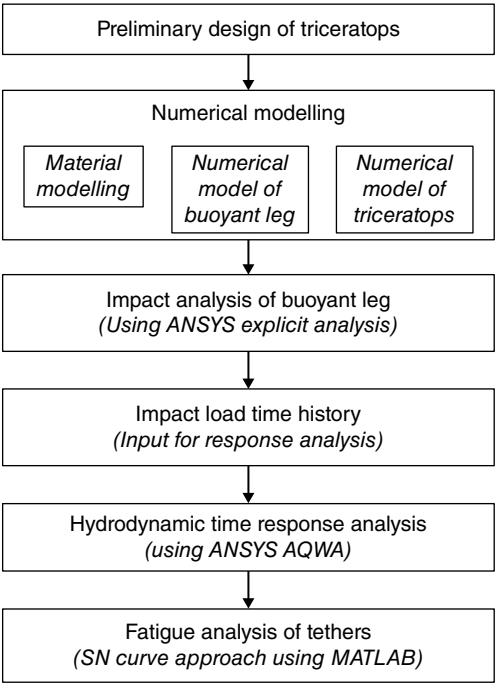 Preliminary design of triceratops
Numerical modelling
Material
modelling
Numerical
model of
buoyant leg
Numerical
model of
triceratops
Impact analysis of buoyant leg
(Using ANSYS explicit analysis)
Impact load time history
(Input for response analysis)
Hydrodynamic time response analysis
(using ANSYS AQWA)
Fatigue analysis of tethers
(SN curve approach using MATLAB)